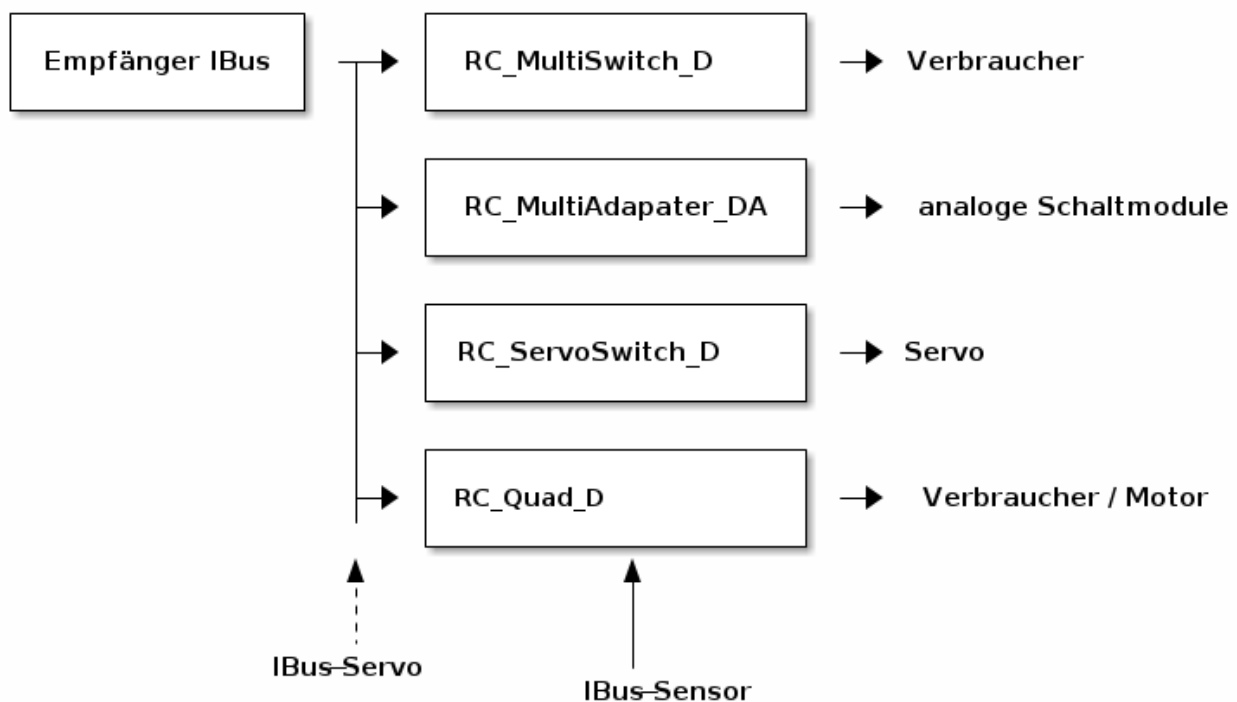 Empfänger IBus
RC_MultiSwitch_D
Verbraucher
RC_MultiAdapater_DA
analoge Schaltmodule
RC_ServoSwitch_D
Servo
RC_Quad_D
Verbraucher / Motor
IBus-Servo
IBus-Sensor